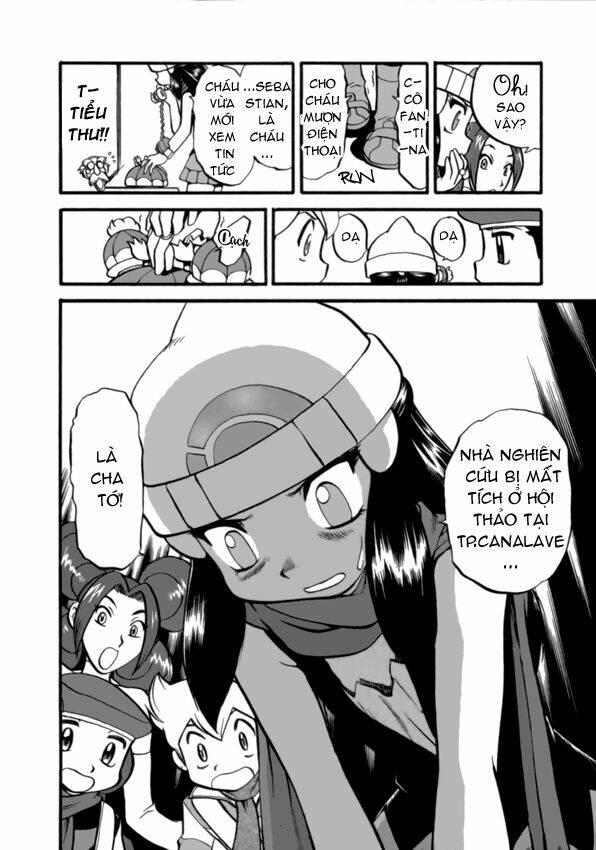 Oh!
SAO
VẬY?
C-
CÔ
FAN-
TI-
NA
CHO
CHÁU
MƯỢN
ĐIỆN
THOẠI
RUN
...SEBA
STIAN,
LÀ
CHÁU
...
CHÁU
VỪA
MỚI
XEM
TIN
TỨC
T-
TIỂU
THƯ!!
DẠ
DẠ
Cạch
NHÀ NGHIÊN
CỨU BỊ MẤT
TÍCH Ở HỘI
THẢO TẠI
TP.CANALAVE
...
LÀ
CHA
TỚ!